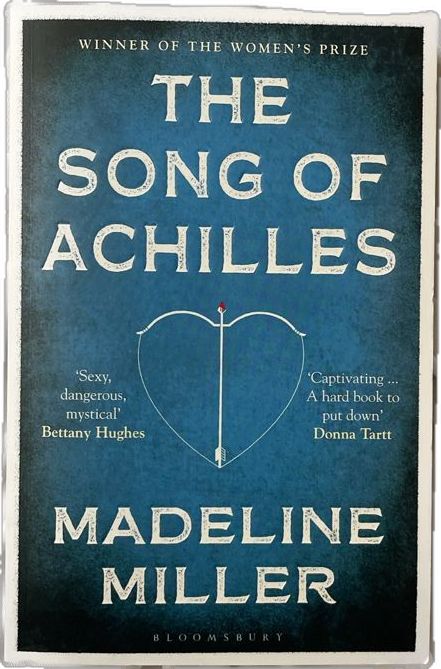 WINNER OF THE WOMEN'S PRIZE
THE
SONG OF
ACHILLES
'Sexy,
dangerous,
mystical'
Bettany Hughes
'Captivating ...
A hard book to
put down'
Donna Tartt
MADELINE
MILLER
BLOOMSBURY